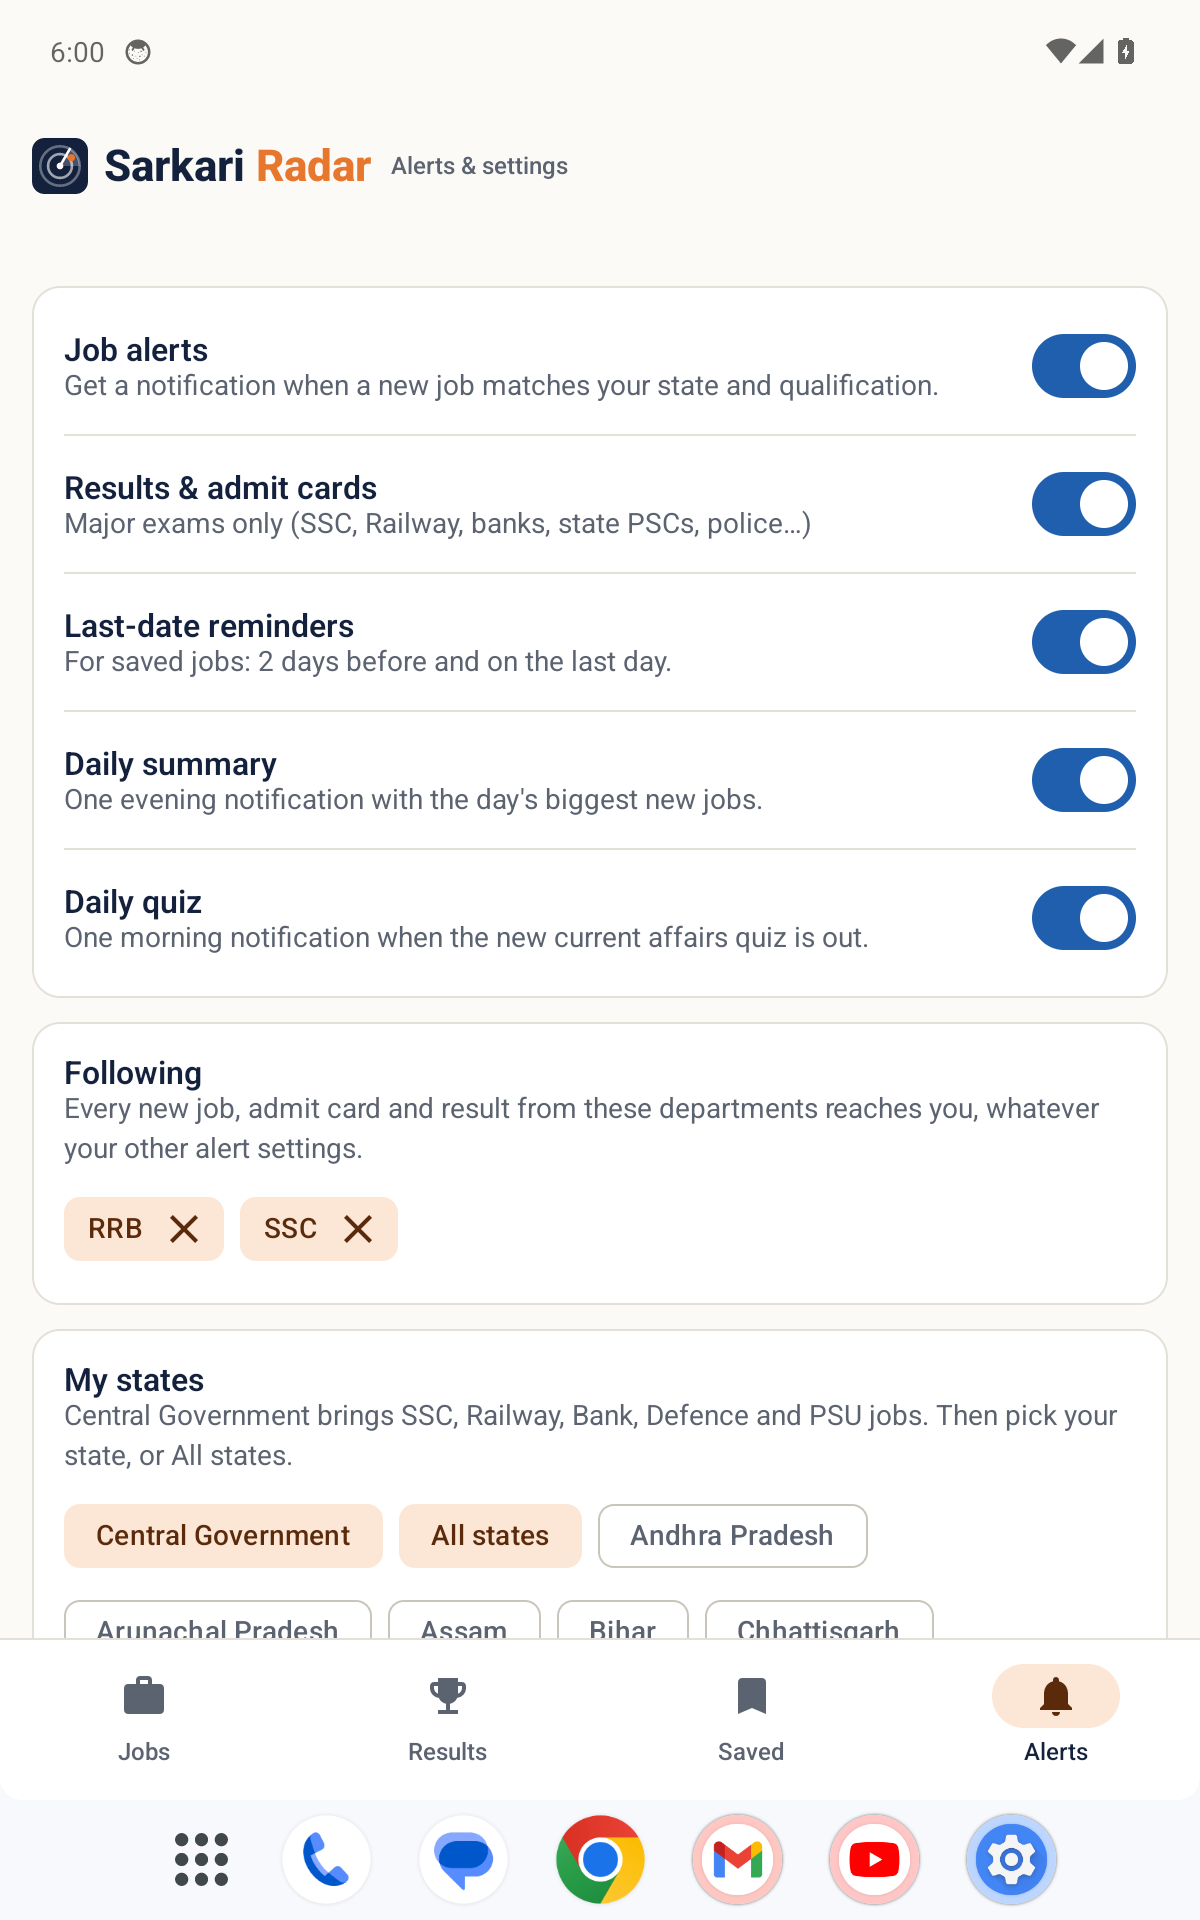 6:00
Sarkari Radar Alerts & settings
Job alerts
Get a notification when a new job matches your state and qualification.
Results & admit cards
Major exams only (SSC, Railway, banks, state PSCs, police…)
Last-date reminders
For saved jobs: 2 days before and on the last day.
Daily summary
One evening notification with the day's biggest new jobs.
Daily quiz
One morning notification when the new current affairs quiz is out.
Following
Every new job, admit card and result from these departments reaches you, whatever
your other alert settings.
RRB SSC
My states
Central Government brings SSC, Railway, Bank, Defence and PSU jobs. Then pick your
state, or All states.
Central Government All states Andhra Pradesh
Arunachal Pradesh Assam Bihar Chhattisgarh
Jobs Results Saved Alerts